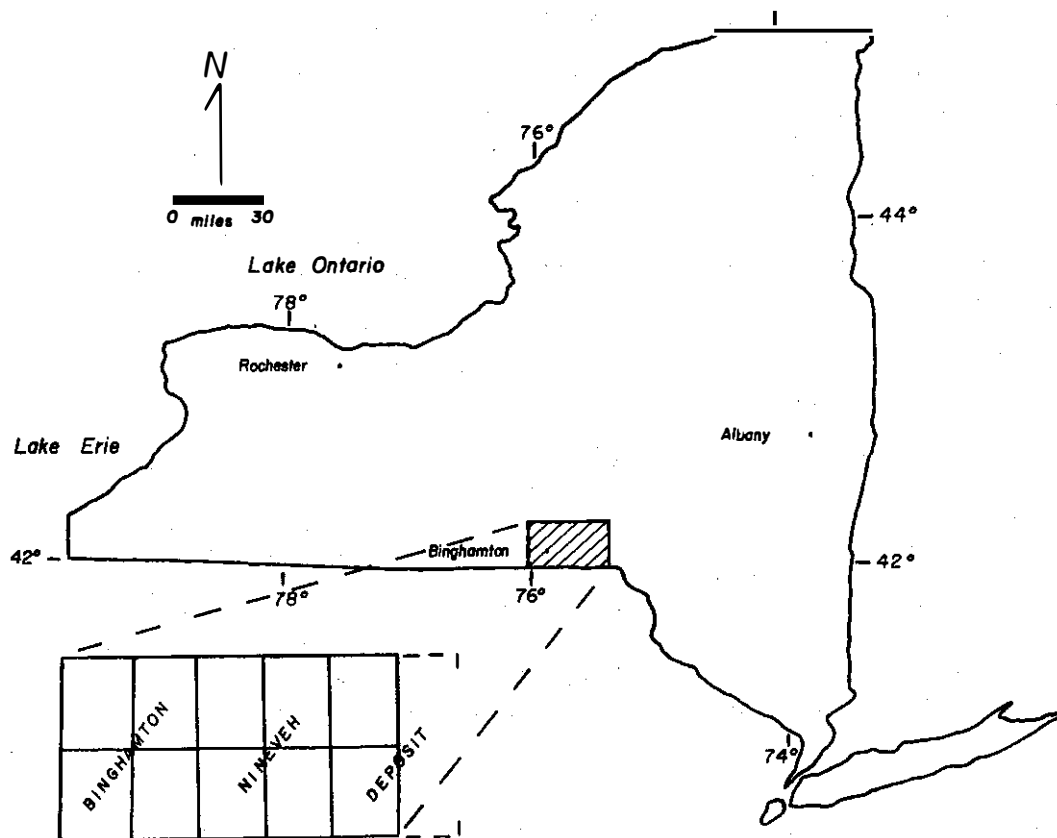 N
0 miles 30
76°
44°
Lake Ontario
78°
Rochester
Albany
Lake Erie
42°
Binghamton
42°
78°
76°
BINGHAMTON
NINEVEH
DEPOSIT
74°